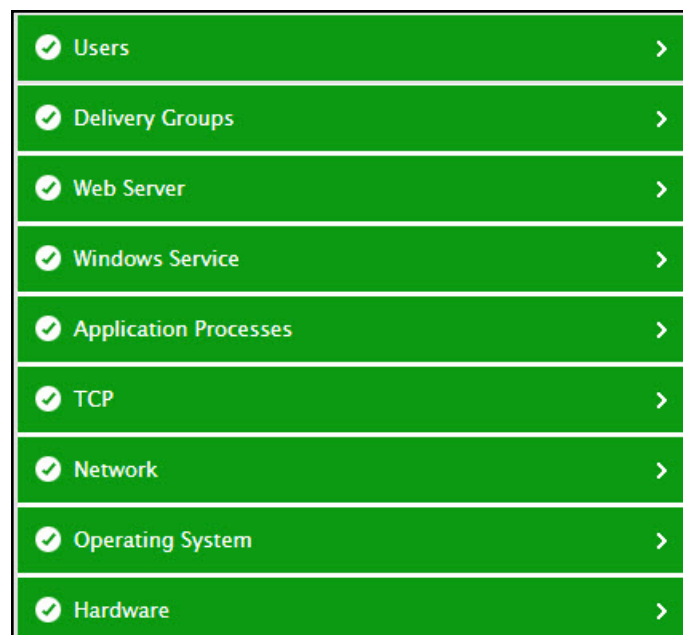 Users
Delivery Groups
Web Server
Windows Service
Application Processes
TCP
Network
Operating System
Hardware